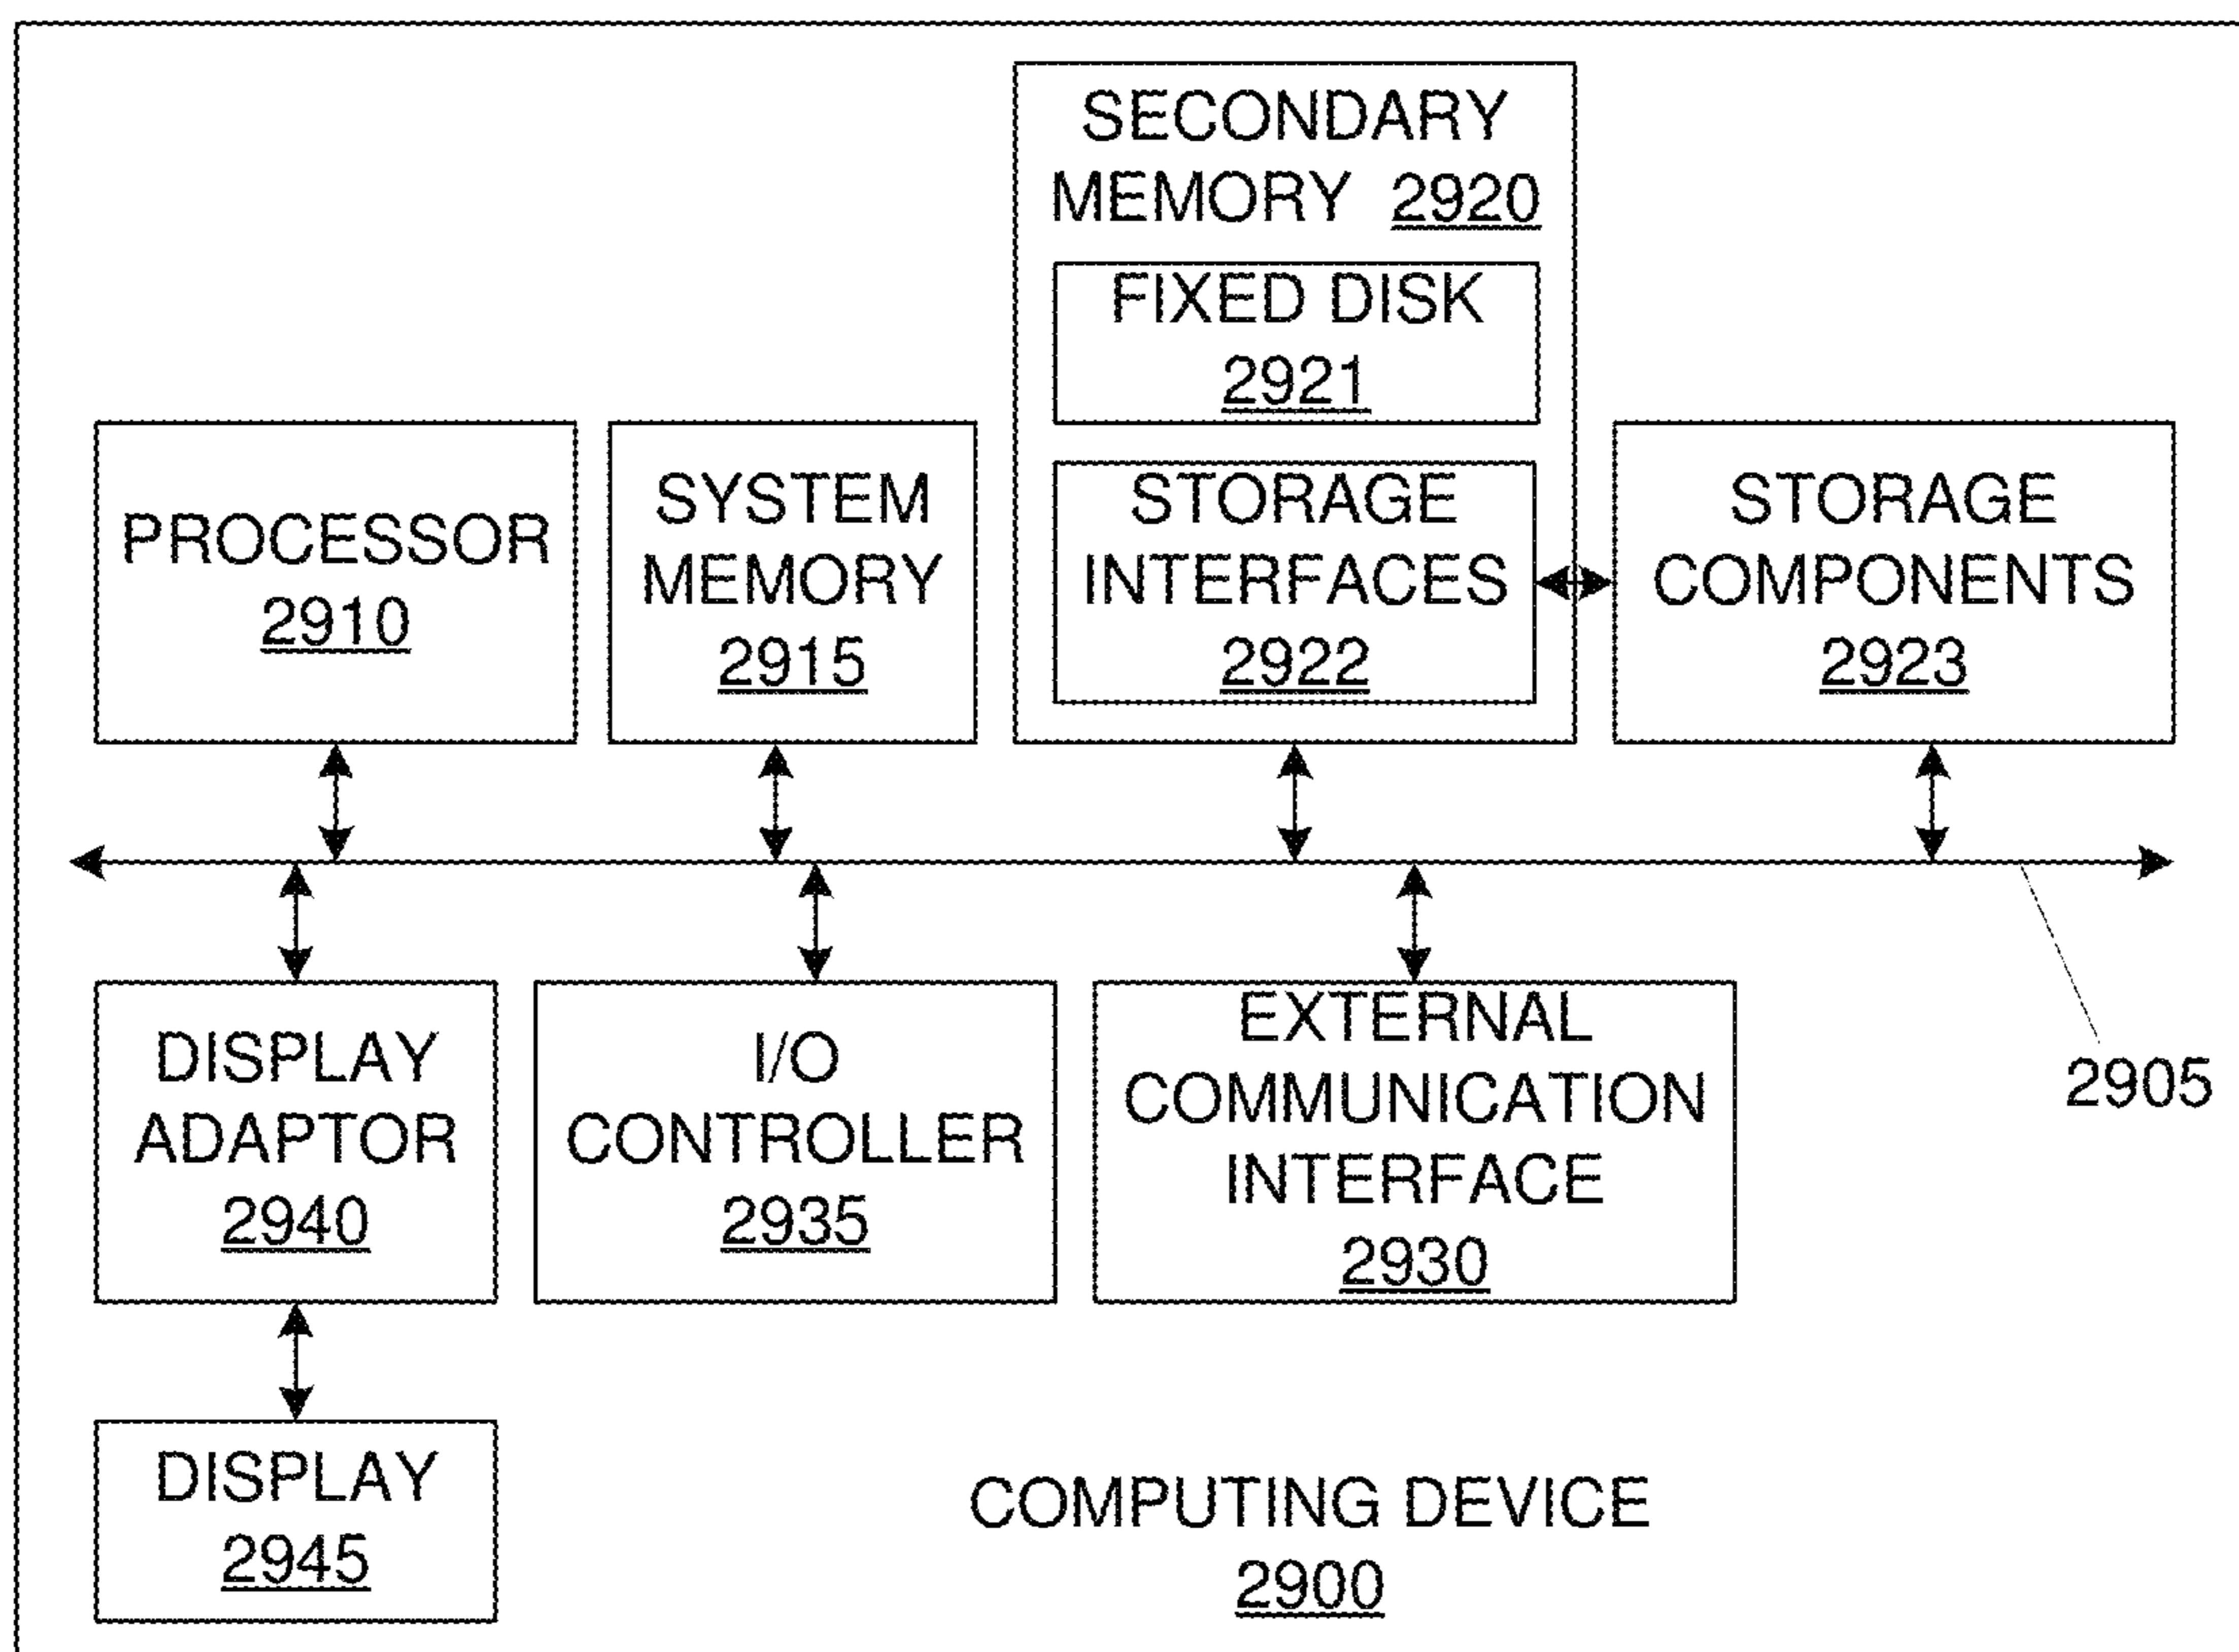 SECONDARY
MEMORY 2920
FIXED DISK
2921
STORAGE
INTERFACES
2922
PROCESSOR
2910
SYSTEM
MEMORY
2915
STORAGE
COMPONENTS
2923
2905
DISPLAY
ADAPTOR
2940
I/O
CONTROLLER
2935
EXTERNAL
COMMUNICATION
INTERFACE
2930
DISPLAY
2945
COMPUTING DEVICE
2900